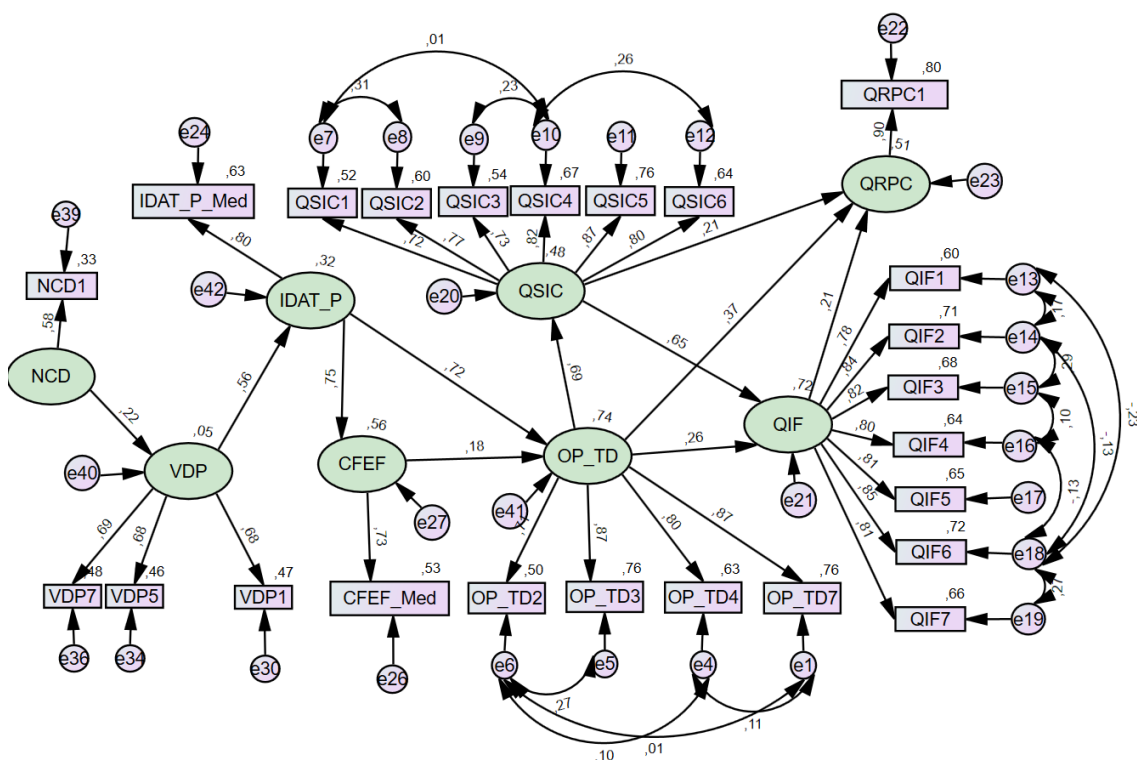 e22
,01
,26
,80
,31
,23
QRPC1
e24
e7
e8
e9
e10
e11
e12
,90
,63
,52
,60
,54
,67
,76
,64
,51
IDAT_P_Med
QSIC1
QSIC2
QSIC3
QSIC4
QSIC5
QSIC6
QRPC
e23
e39
,80
,72
,77
,73
,82
,48
,87
,80
,21
,33
,32
,60
NCD1
e42
IDAT_P
e20
QSIC
QIF1
e13
,58
,37
,21
,78
,71
QIF2
e14
NCD
,56
,75
,72
,69
,65
,84
,29
,68
QIF3
e15
,82
,22
,72
,10
-,23
,05
,56
,74
QIF
,80
,64
QIF4
e16
-,13
VDP
CFEF
,18
OP_TD
,26
,81
,65
e40
QIF5
e17
-,13
e41
e21
,85
,69
,68
,68
e27
,73
,87
,80
,87
,81
,72
QIF6
e18
,48
,46
,47
,53
,50
,76
,63
,76
,27
VDP7
VDP5
VDP1
CFEF_Med
OP_TD2
OP_TD3
OP_TD4
OP_TD7
,66
QIF7
e19
e36
e34
e30
e26
e6
e5
e4
e1
,27
,11
,10
,01